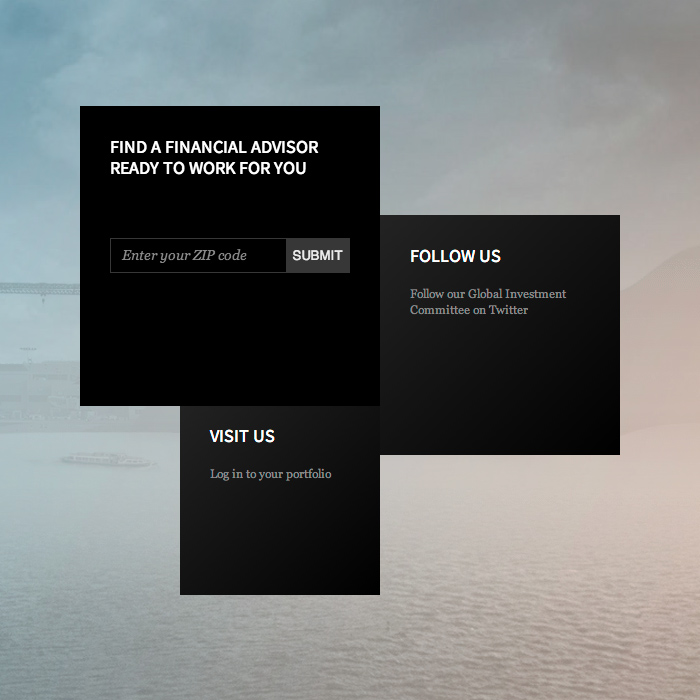 FIND A FINANCIAL ADVISOR
READY TO WORK FOR YOU
Enter your ZIP code
SUBMIT
FOLLOW US
Follow our Global Investment
Committee on Twitter
VISIT US
Log in to your portfolio